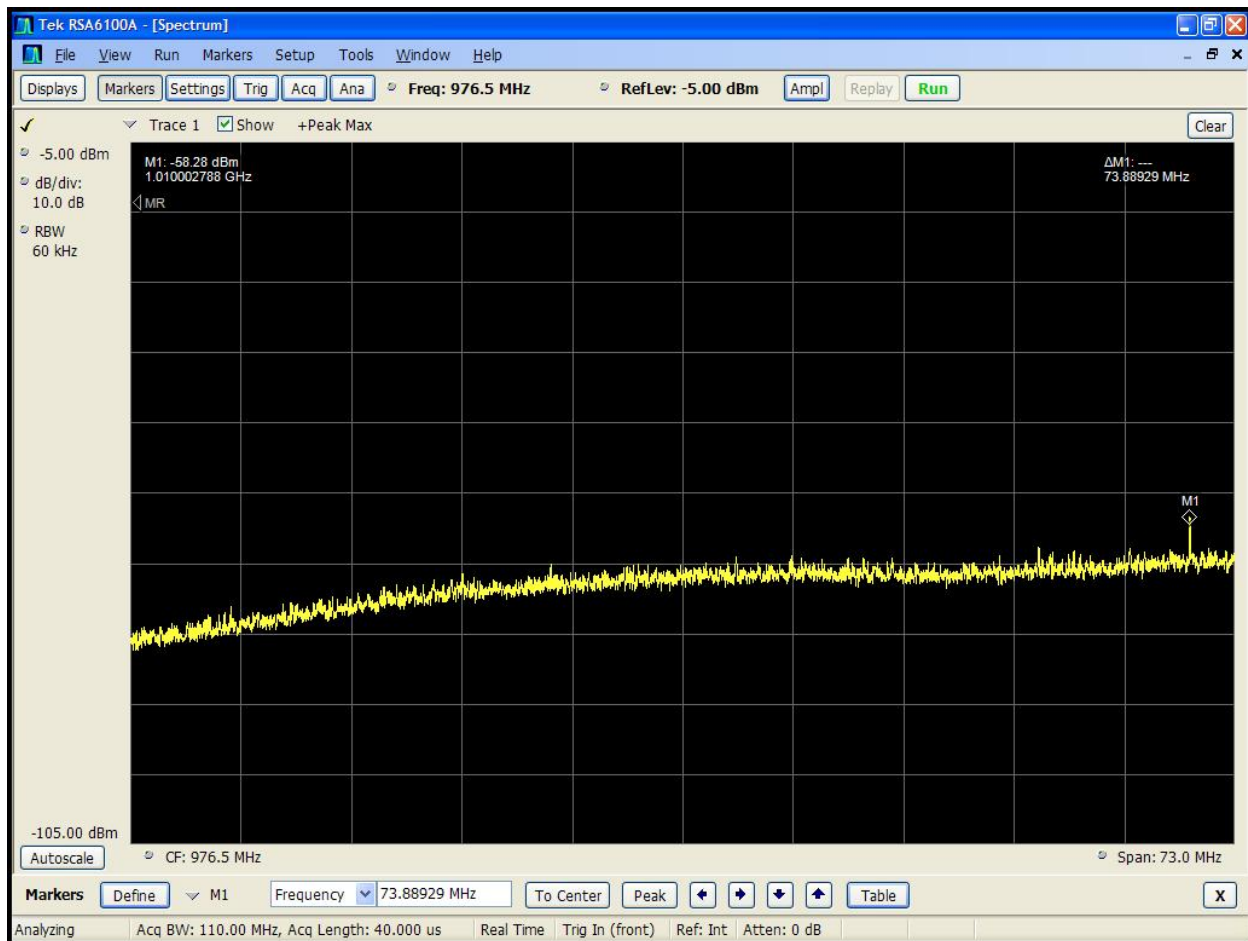 Tek RSA6100A - [Spectrum]
File View Run Markers Setup Tools Window Help
Displays Markers Settings Trig Acq Ana Freq: 976.5 MHz RefLev: -5.00 dBm Ampl Replay Run
Trace 1 Show +Peak Max Clear
-5.00 dBm
dB/div:
10.0 dB
RBW
60 kHz
M1: -58.28 dBm
1.010002788 GHz
MR
ΔM1: ---
73.88929 MHz
M1
-105.00 dBm
Autoscale CF: 976.5 MHz Span: 73.0 MHz
Markers Define M1 Frequency 73.88929 MHz To Center Peak Table X
Analyzing Acq BW: 110.00 MHz, Acq Length: 40.000 us Real Time Trig In (front) Ref: Int Atten: 0 dB